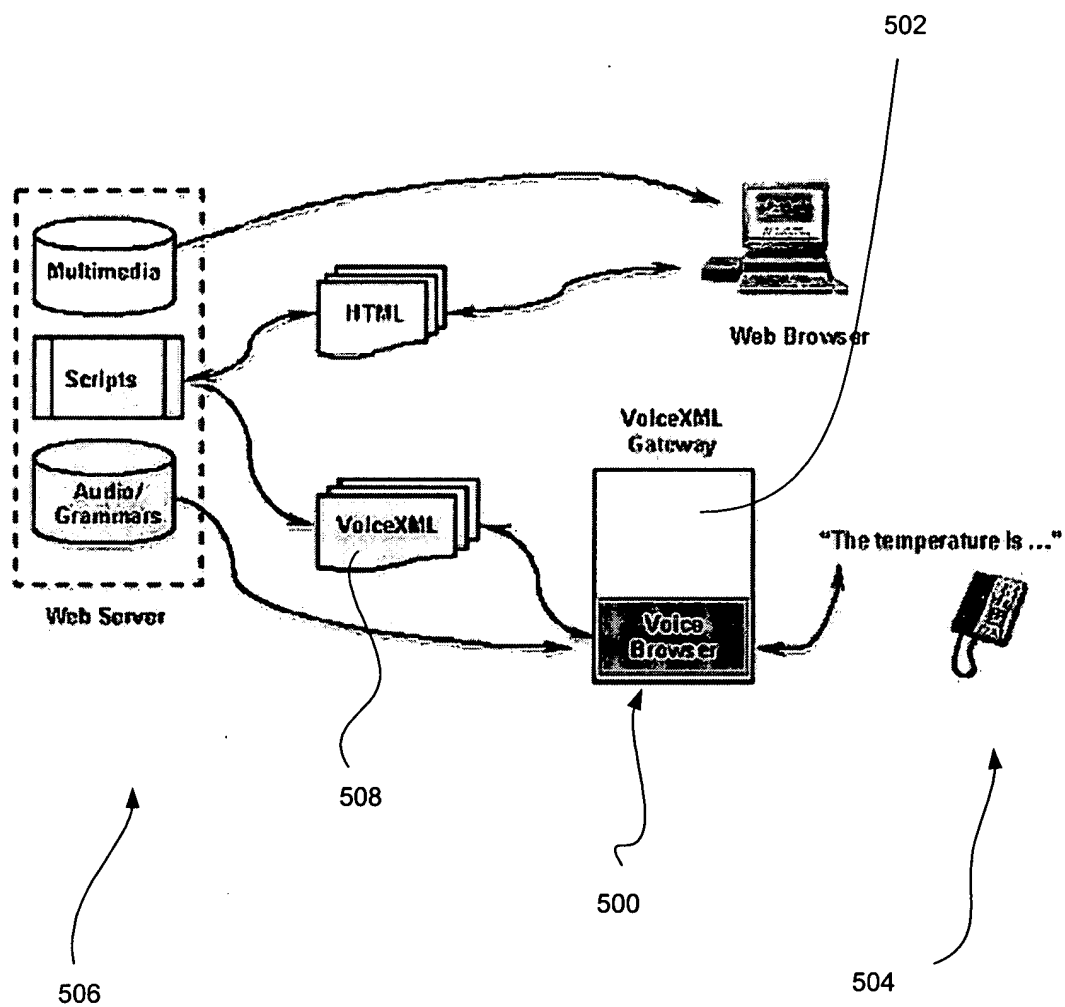 502
Multimedia
HTML
Web Browser
Scripts
VoiceXML
Gateway
Audio/
Grammars
VoiceXML
"The temperature is ..."
Web Server
Voice
Browser
508
500
506
504